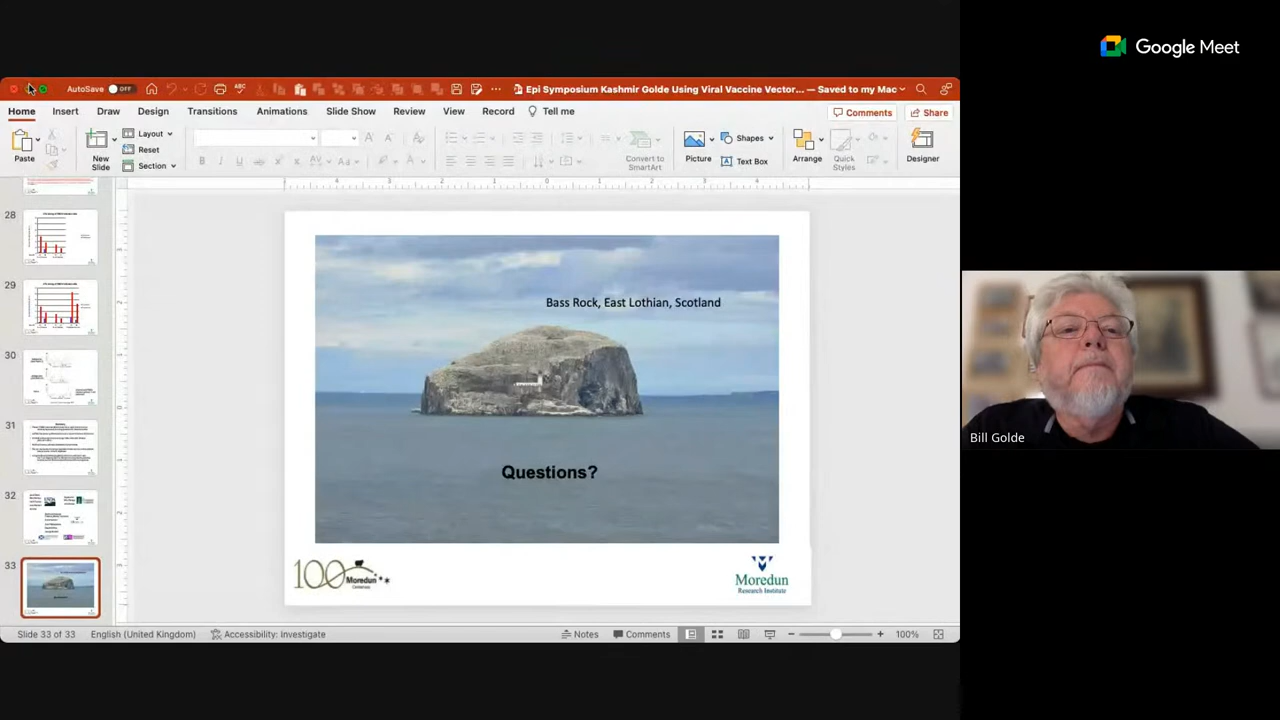 Google Meet
AutoSave OFF
Epi Symposium Kashmir Golde Using Viral Vaccine Vector... — Saved to my Mac
Home Insert Draw Design Transitions Animations Slide Show Review View Record Tell me
Comments Share
Paste
New Slide
Layout
Reset
Section
Convert to SmartArt
Picture
Shapes
Text Box
Arrange
Quick Styles
Designer
28
29
30
31
32
33
Bass Rock, East Lothian, Scotland
Questions?
100 Moredun
Moredun
Research Institute
Bill Golde
Slide 33 of 33 English (United Kingdom) Accessibility: Investigate Notes Comments 100%